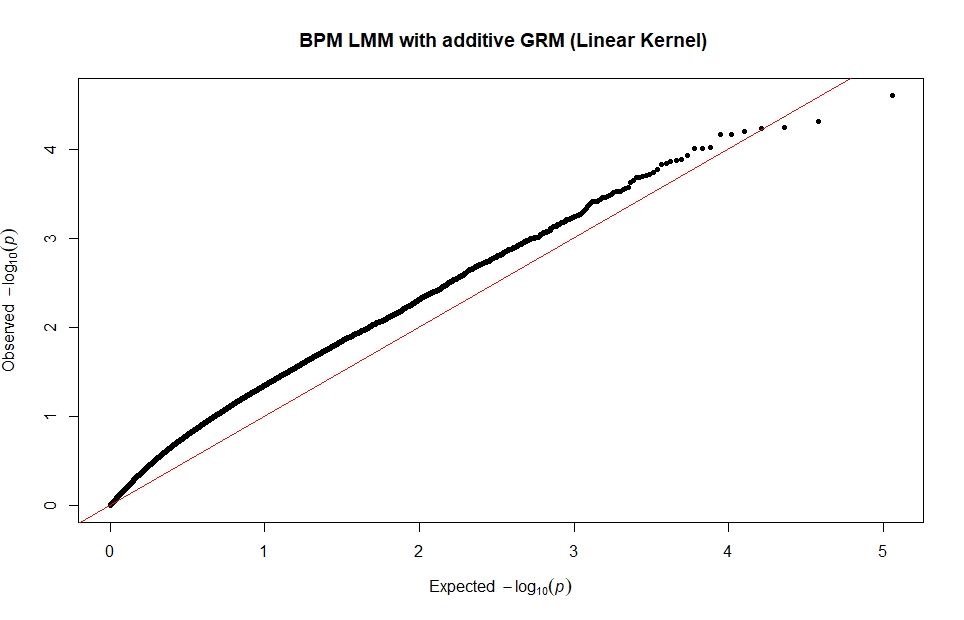 BPM LMM with additive GRM (Linear Kernel)
Observed −log₁₀(p)
4
3
2
1
0
0 1 2 3 4 5
Expected −log₁₀(p)